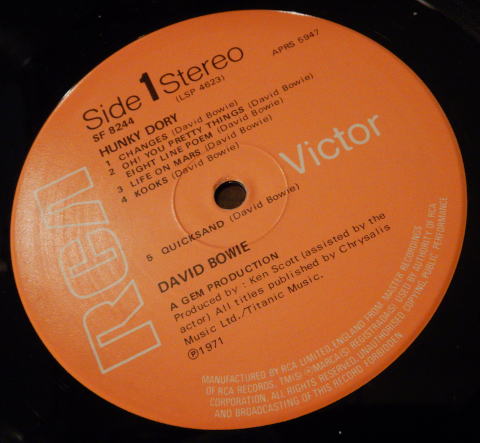 Side 1 Stereo
SF 8244
(LSP 4623)
APRS 5947
HUNKY DORY
1 CHANGES (David Bowie)
2 OH! YOU PRETTY THINGS (David Bowie)
EIGHT LINE POEM (David Bowie)
3 LIFE ON MARS (David Bowie)
4 KOOKS (David Bowie)
5 QUICKSAND (David Bowie)
RCA
Victor
DAVID BOWIE
A GEM PRODUCTION
Produced by : Ken Scott (assisted by the
actor) All titles published by Chrysalis
Music Ltd./Titanic Music.
Ⓟ1971
MANUFACTURED BY RCA LIMITED, ENGLAND, FROM MASTER RECORDINGS
OF RCA RECORDS. TM(S) ® MARCA(S) REGISTRADA(S). USED BY AUTHORITY OF RCA
CORPORATION. ALL RIGHTS RESERVED, UNAUTHORISED COPYING, PUBLIC PERFORMANCE
AND BROADCASTING OF THIS RECORD FORBIDDEN